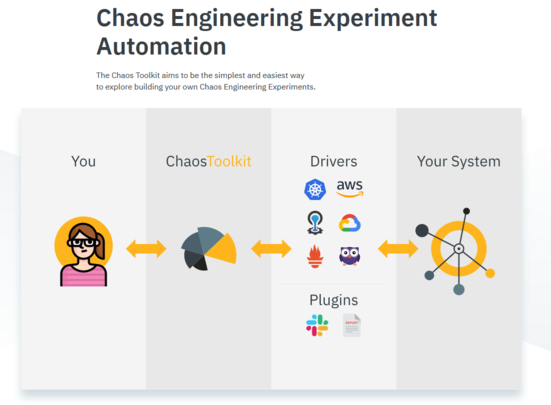 Chaos Engineering Experiment
Automation
The Chaos Toolkit aims to be the simplest and easiest way
to explore building your own Chaos Engineering Experiments.
You
ChaosToolkit
Drivers
Your System
aws
Plugins
REPORT